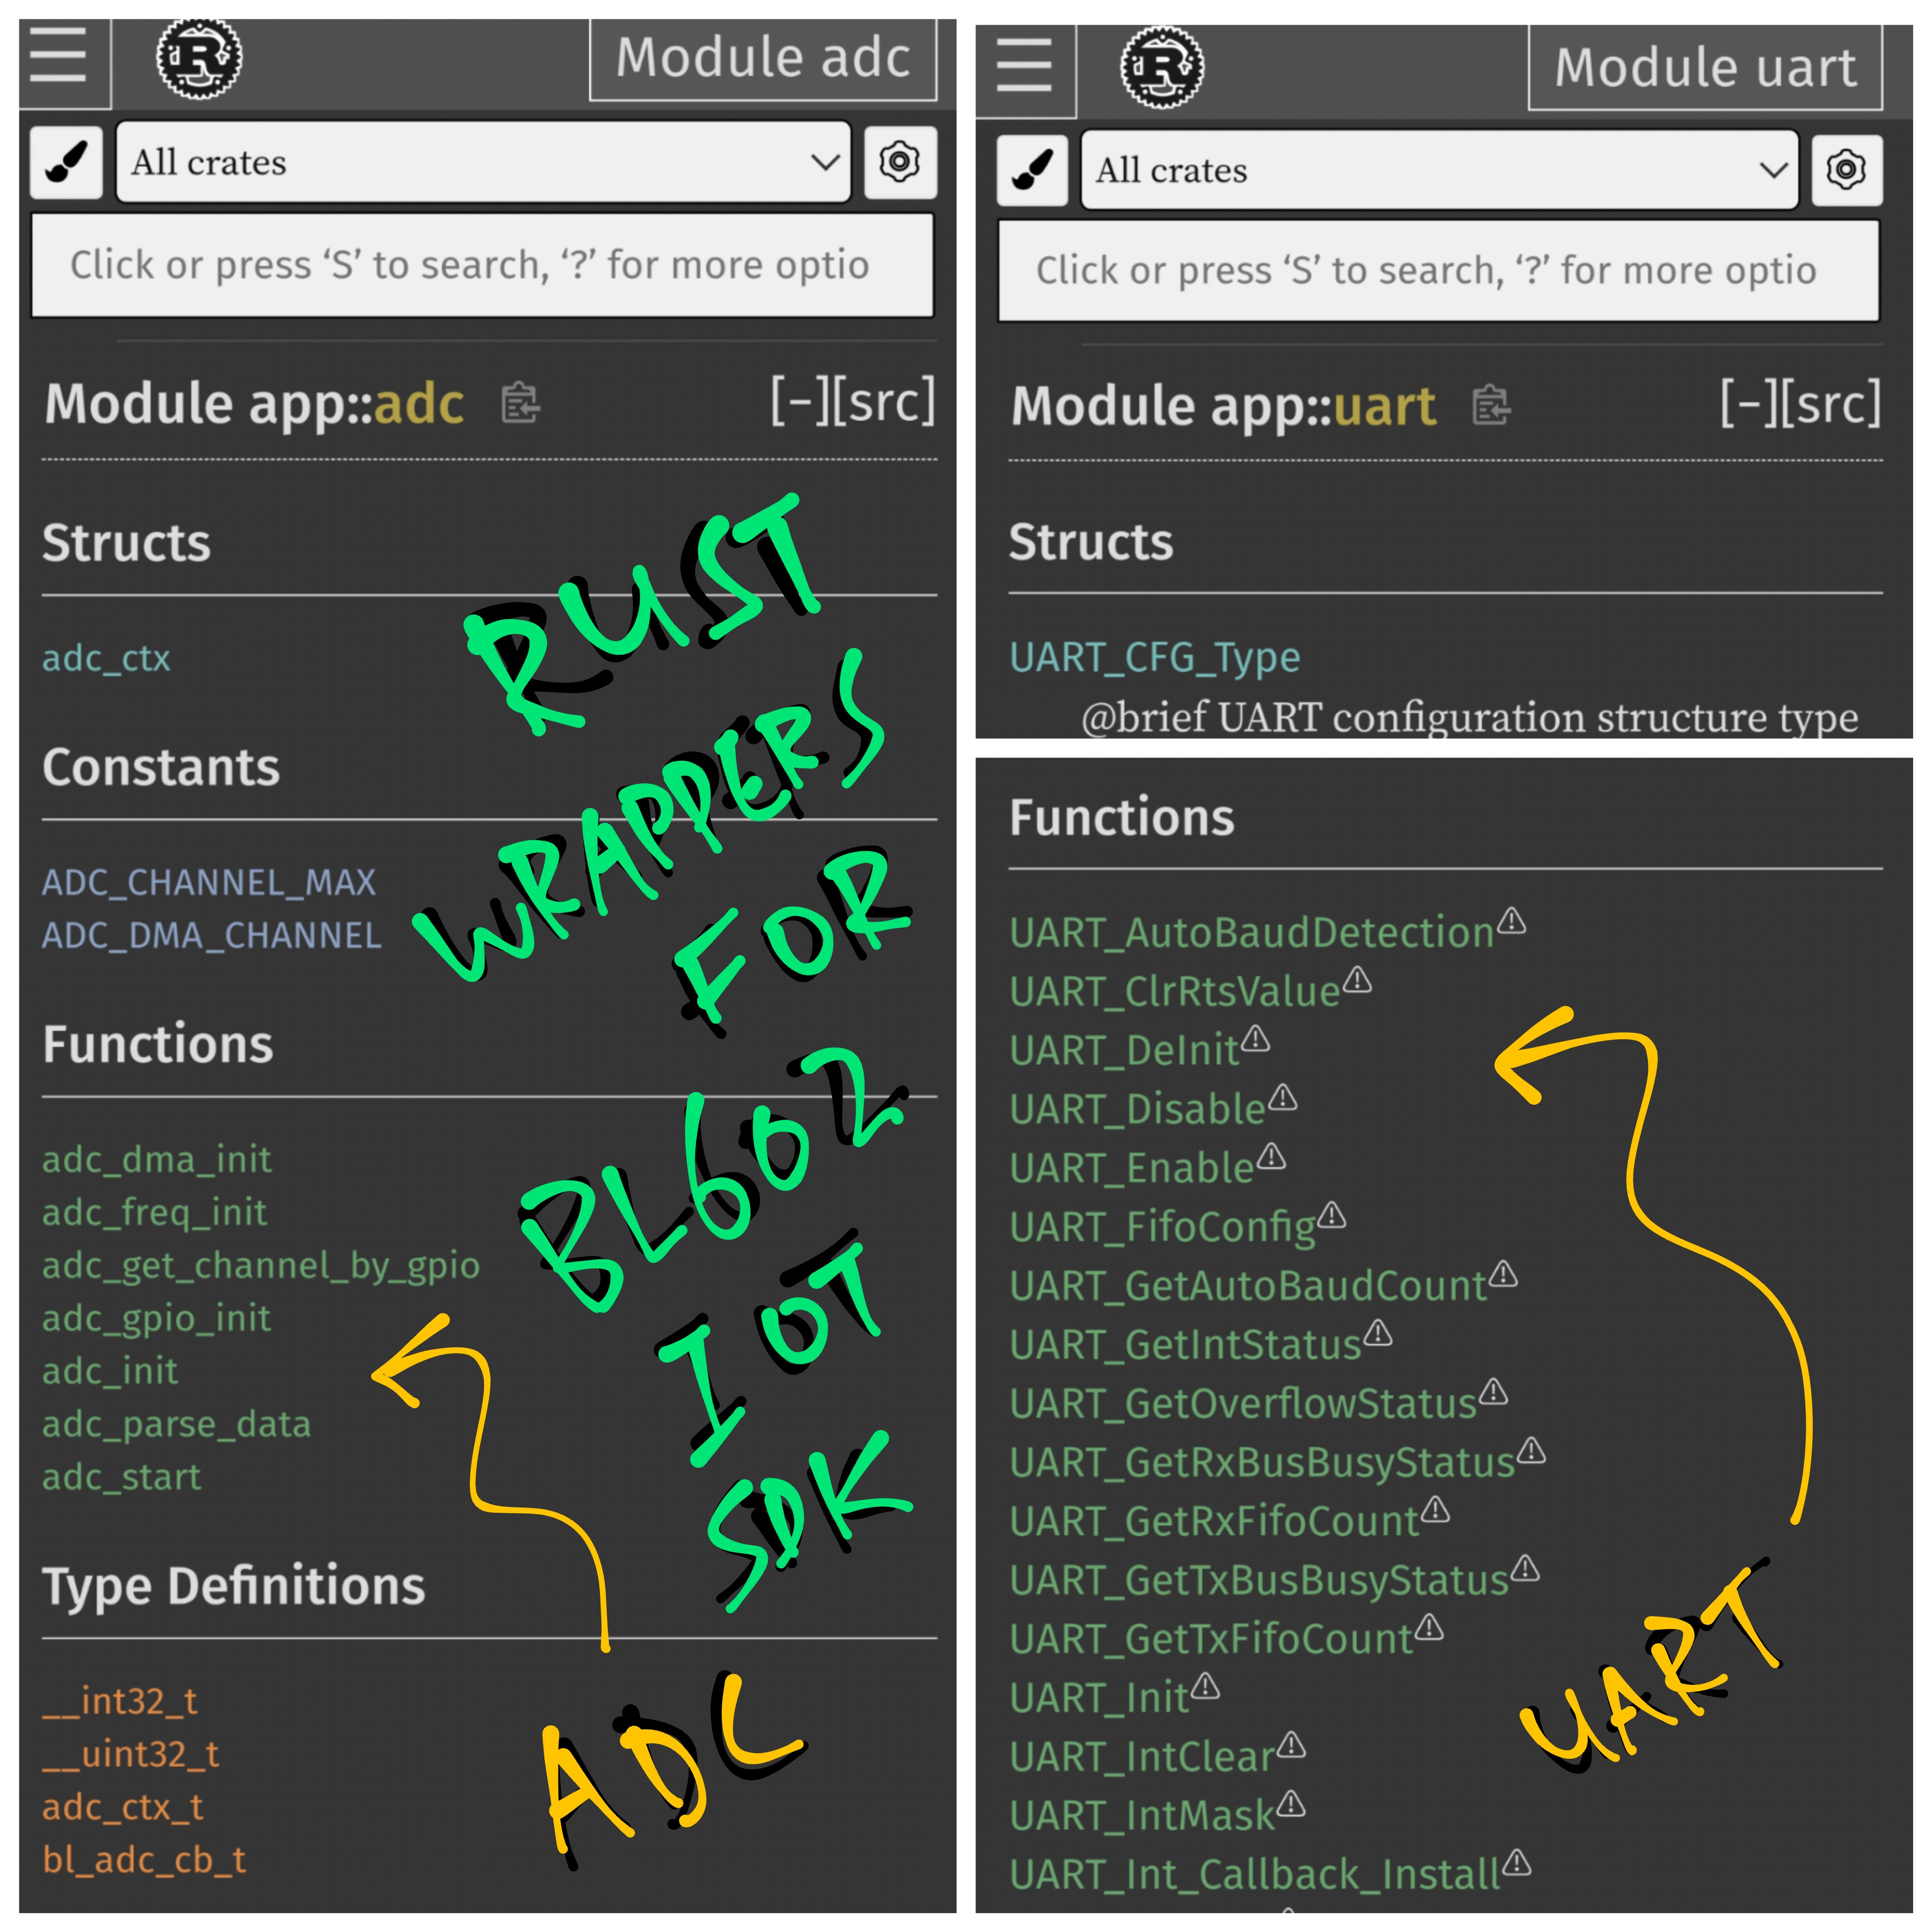 Module adc
All crates
Click or press ‘S’ to search, ‘?’ for more optio
Module app::adc [−][src]
Structs
adc_ctx
Constants
ADC_CHANNEL_MAX
ADC_DMA_CHANNEL
Functions
adc_dma_init
adc_freq_init
adc_get_channel_by_gpio
adc_gpio_init
adc_init
adc_parse_data
adc_start
Type Definitions
__int32_t
__uint32_t
adc_ctx_t
bl_adc_cb_t
RUST
WRAPPERS
FOR
BL602
IOT
SDK
ADC
Module uart
All crates
Click or press ‘S’ to search, ‘?’ for more optio
Module app::uart [−][src]
Structs
UART_CFG_Type
@brief UART configuration structure type
Functions
UART_AutoBaudDetection⚠
UART_ClrRtsValue⚠
UART_DeInit⚠
UART_Disable⚠
UART_Enable⚠
UART_FifoConfig⚠
UART_GetAutoBaudCount⚠
UART_GetIntStatus⚠
UART_GetOverflowStatus⚠
UART_GetRxBusBusyStatus⚠
UART_GetRxFifoCount⚠
UART_GetTxBusBusyStatus⚠
UART_GetTxFifoCount⚠
UART_Init⚠
UART_IntClear⚠
UART_IntMask⚠
UART_Int_Callback_Install⚠
UART